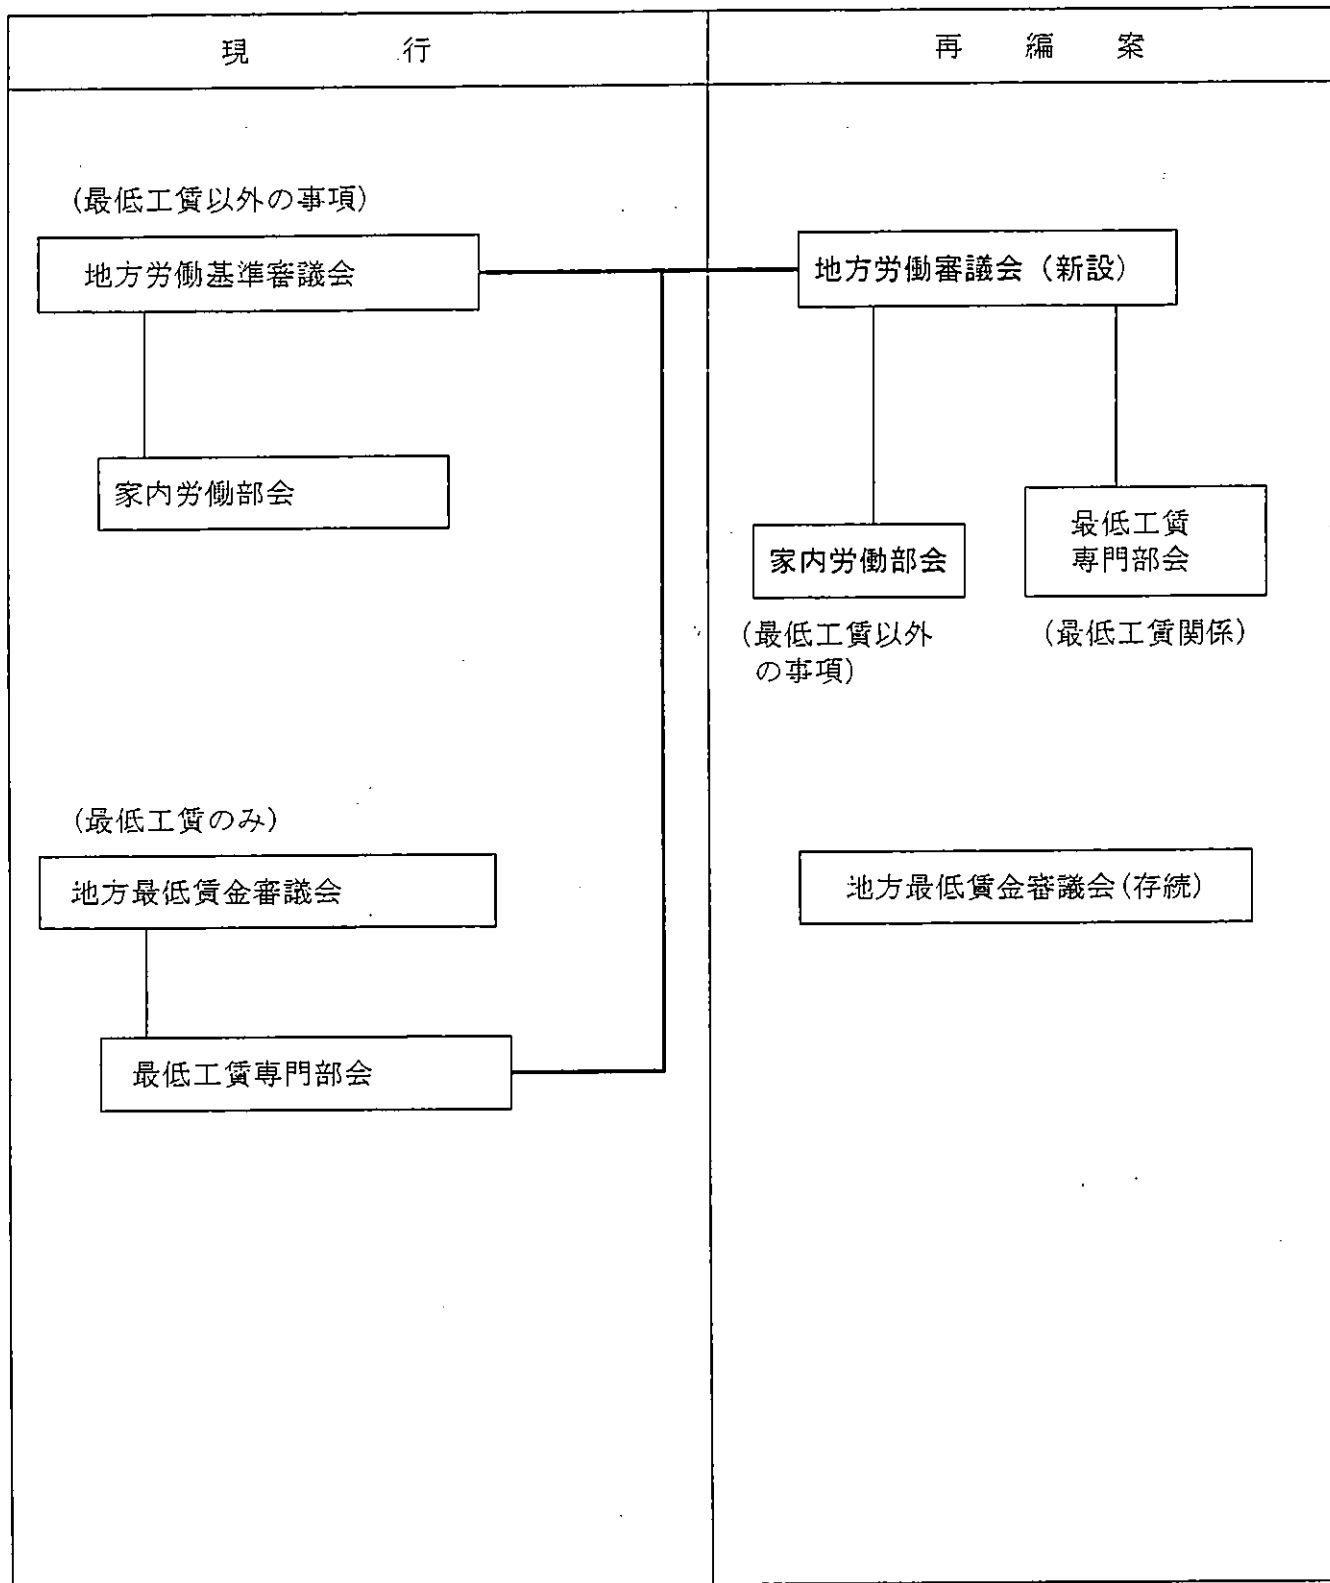 現行
(最低工賃以外の事項)
地方労働基準審議会
家内労働部会
(最低工賃のみ)
地方最低賃金審議会
最低工賃専門部会
再編案
地方労働審議会(新設)
家内労働部会
(最低工賃以外
の事項)
最低工賃
専門部会
(最低工賃関係)
地方最低賃金審議会(存続)